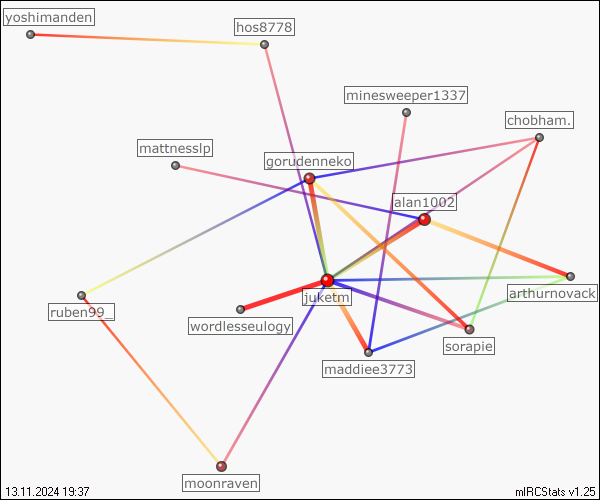 yoshimanden
hos8778
minesweeper1337
chobham.
mattnesslp
gorudenneko
alan1002
juketm
arthurnovack
ruben99_
wordlesseulogy
sorapie
maddiee3773
moonraven
13.11.2024 19:37
mIRCStats v1.25